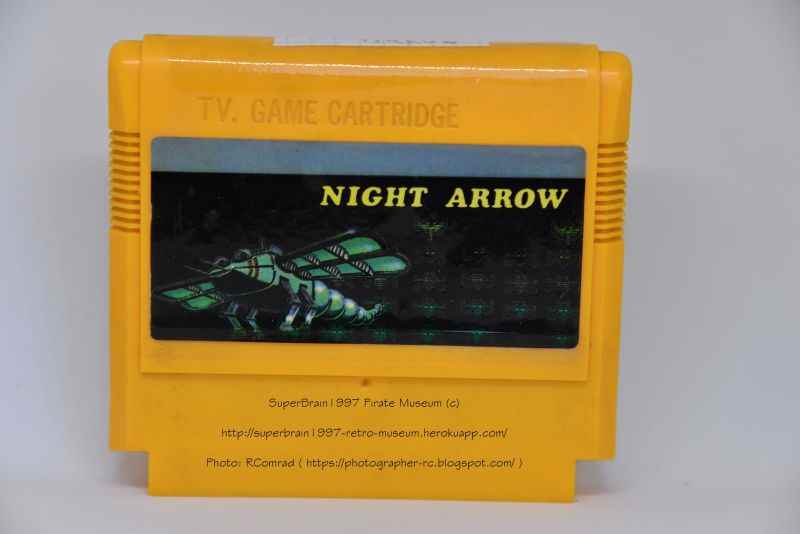 TV. GAME CARTRIDGE
NIGHT ARROW
SuperBrain1997 Pirate Museum (c)
http://superbrain1997-retro-museum.herokuapp.com/
Photo: RComrad ( https://photographer-rc.blogspot.com/ )